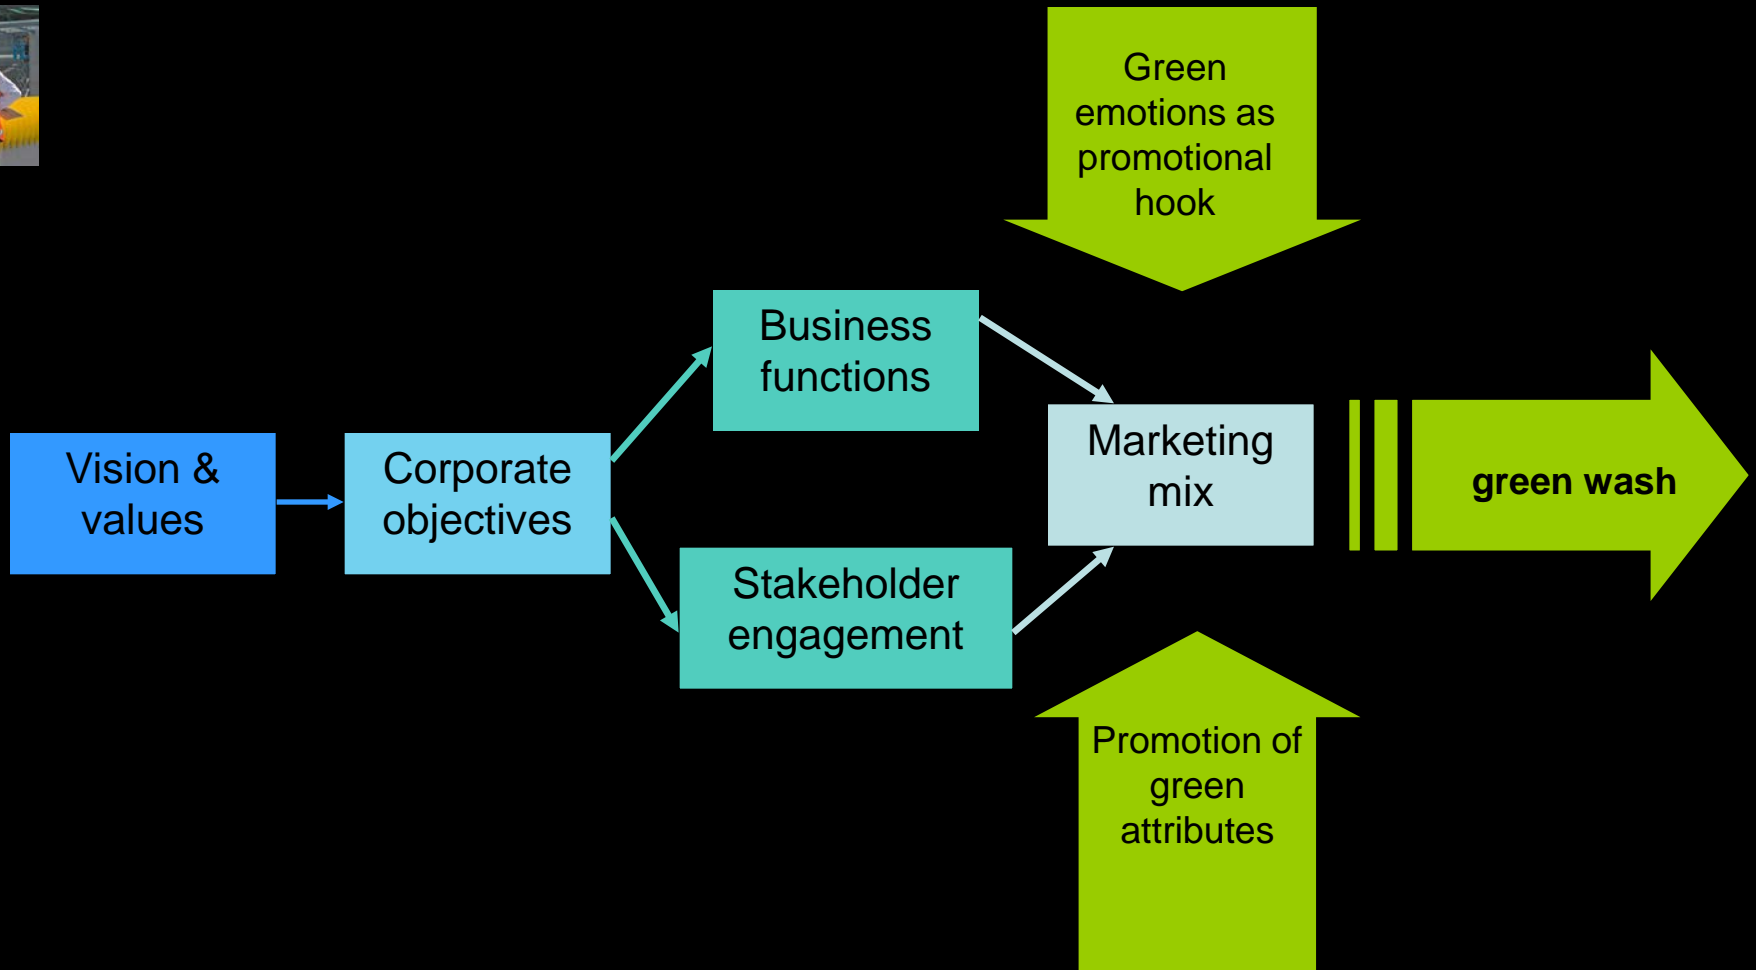 Green
emotions as
promotional
hook
Business
functions
Vision &
values
Corporate
objectives
Marketing
mix
green wash
Stakeholder
engagement
Promotion of
green
attributes